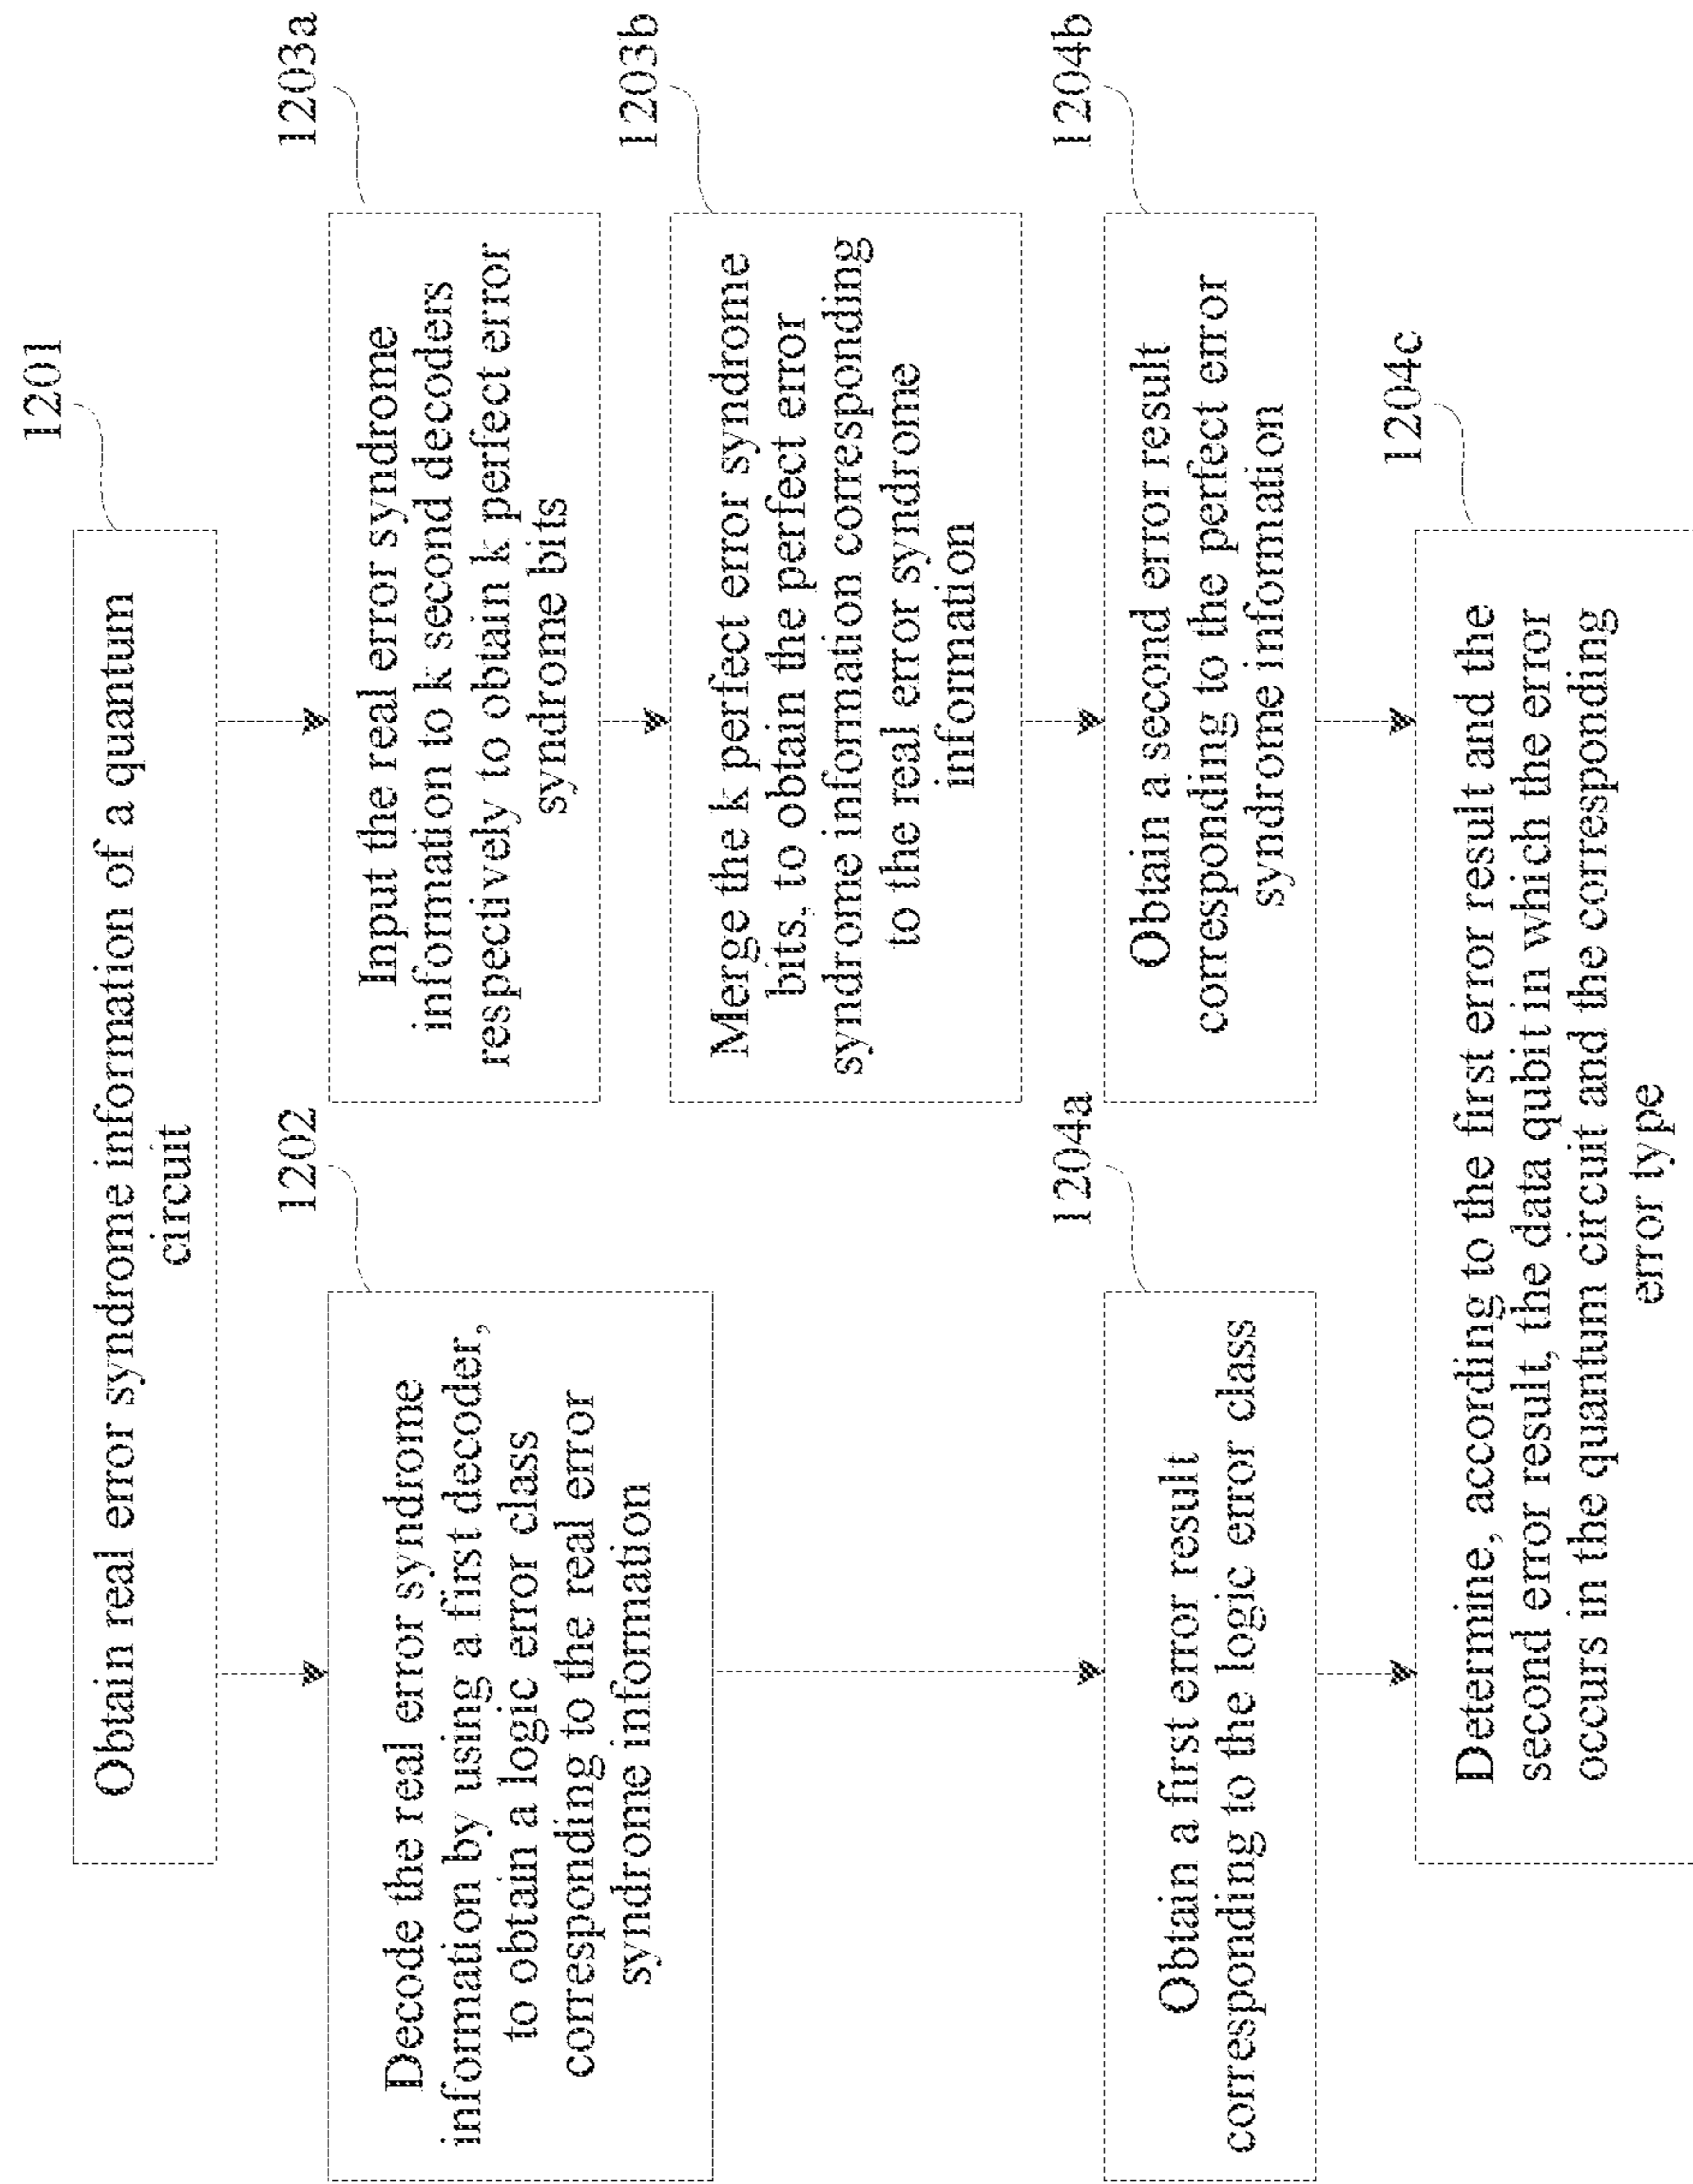 1201
Obtain real error syndrome information of a quantum
circuit
1202
Decode the real error syndrome
information by using a first decoder,
to obtain a logic error class
corresponding to the real error
syndrome information
1203a
Input the real error syndrome
information to k second decoders
respectively to obtain k perfect error
syndrome bits
1203b
Merge the k perfect error syndrome
bits, to obtain the perfect error
syndrome information corresponding
to the real error syndrome
information
1204a
Obtain a first error result
corresponding to the logic error class
1204b
Obtain a second error result
corresponding to the perfect error
syndrome information
1204c
Determine, according to the first error result and the
second error result, the data qubit in which the error
occurs in the quantum circuit and the corresponding
error type